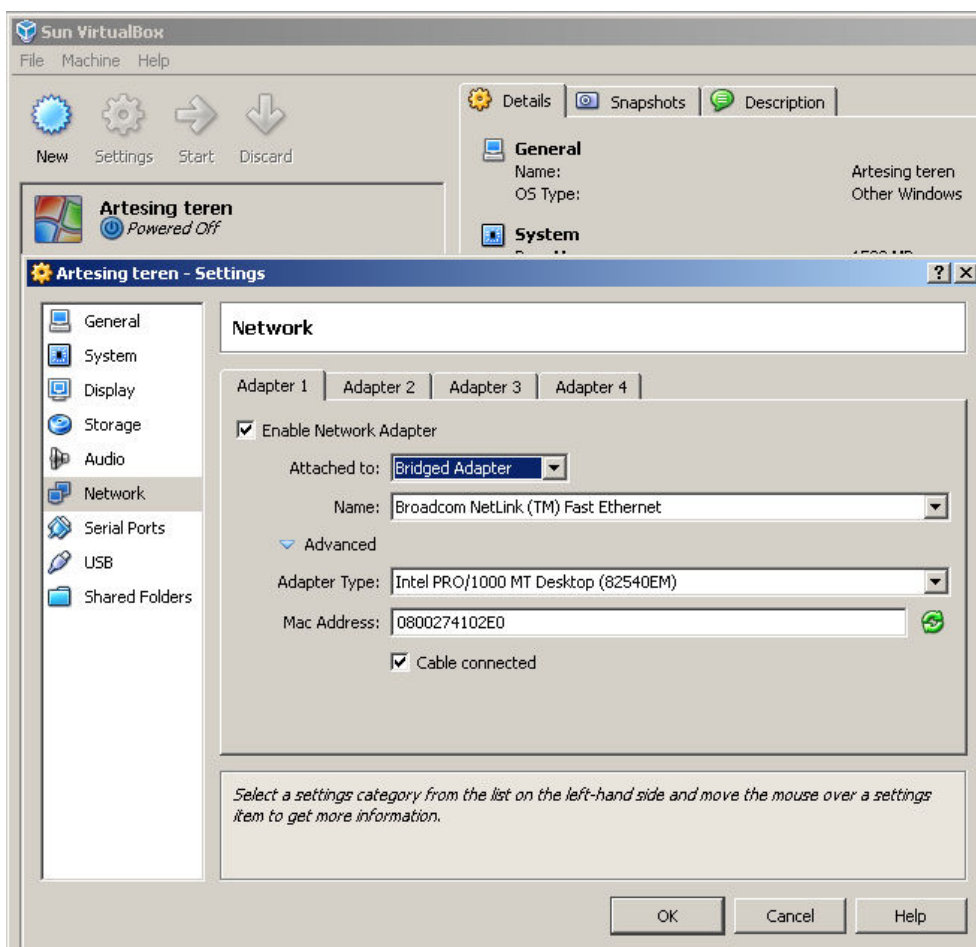 Sun VirtualBox
File Machine Help
New Settings Start Discard
Details Snapshots Description
General
Name: Artesing teren
OS Type: Other Windows
System
Artesing teren
Powered Off
Artesing teren - Settings
General
System
Display
Storage
Audio
Network
Serial Ports
USB
Shared Folders
Network
Adapter 1 Adapter 2 Adapter 3 Adapter 4
Enable Network Adapter
Attached to: Bridged Adapter
Name: Broadcom NetLink (TM) Fast Ethernet
Advanced
Adapter Type: Intel PRO/1000 MT Desktop (82540EM)
Mac Address: 0800274102E0
Cable connected
Select a settings category from the list on the left-hand side and move the mouse over a settings
item to get more information.
OK Cancel Help